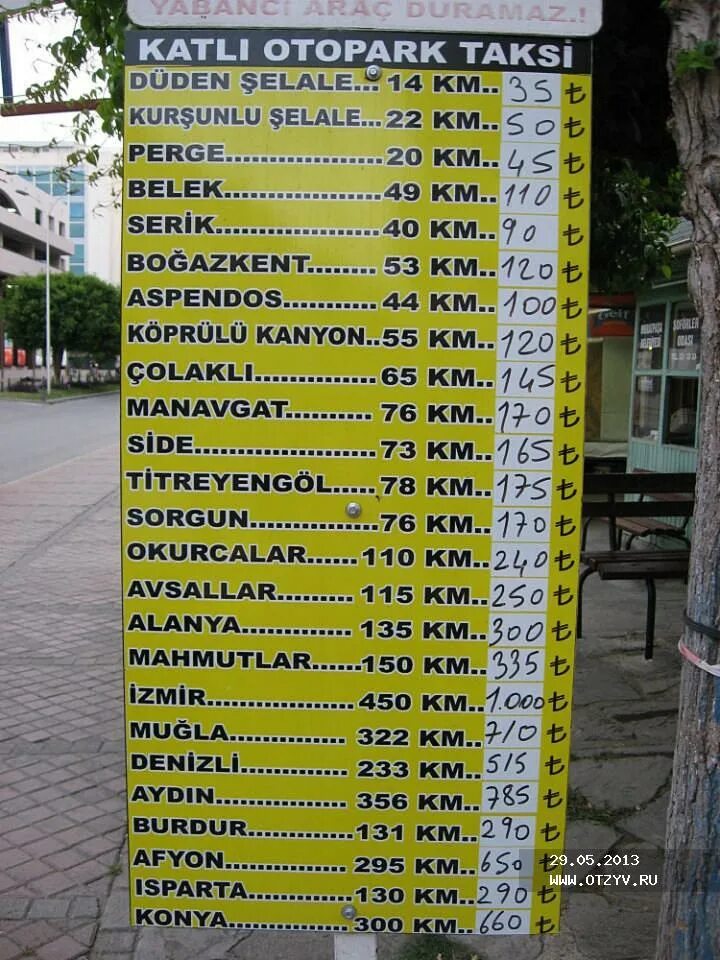 YABANCI ARAÇ DURAMAZ.!
KATLI OTOPARK TAKSİ
DÜDEN ŞELALE... 14 KM.. 35 ₺
KURŞUNLU ŞELALE...22 KM.. 50 ₺
PERGE..................20 KM.. 45 ₺
BELEK..................49 KM.. 110 ₺
SERİK...................40 KM.. 90 ₺
BOĞAZKENT......... 53 KM.. 120 ₺
ASPENDOS............44 KM.. 100 ₺
KÖPRÜLÜ KANYON..55 KM.. 120 ₺
ÇOLAKLI...............65 KM.. 145 ₺
MANAVGAT........... 76 KM.. 170 ₺
SİDE......................73 KM.. 165 ₺
TİTREYENGÖL......78 KM.. 175 ₺
SORGUN................76 KM.. 170 ₺
OKURCALAR......110 KM.. 240 ₺
AVSALLAR..........115 KM.. 250 ₺
ALANYA............. 135 KM.. 300 ₺
MAHMUTLAR......150 KM.. 335 ₺
İZMİR..................450 KM.. 1.000 ₺
MUĞLA.............. 322 KM.. 710 ₺
DENİZLİ............. 233 KM.. 515 ₺
AYDIN................ 356 KM.. 785 ₺
BURDUR.............131 KM.. 290 ₺
AFYON............... 295 KM.. 650 ₺
ISPARTA.............130 KM.. 290 ₺
KONYA............... 300 KM.. 660 ₺
SOFÖRLER
ODASI
29.05.2013
WWW.OTZYV.RU